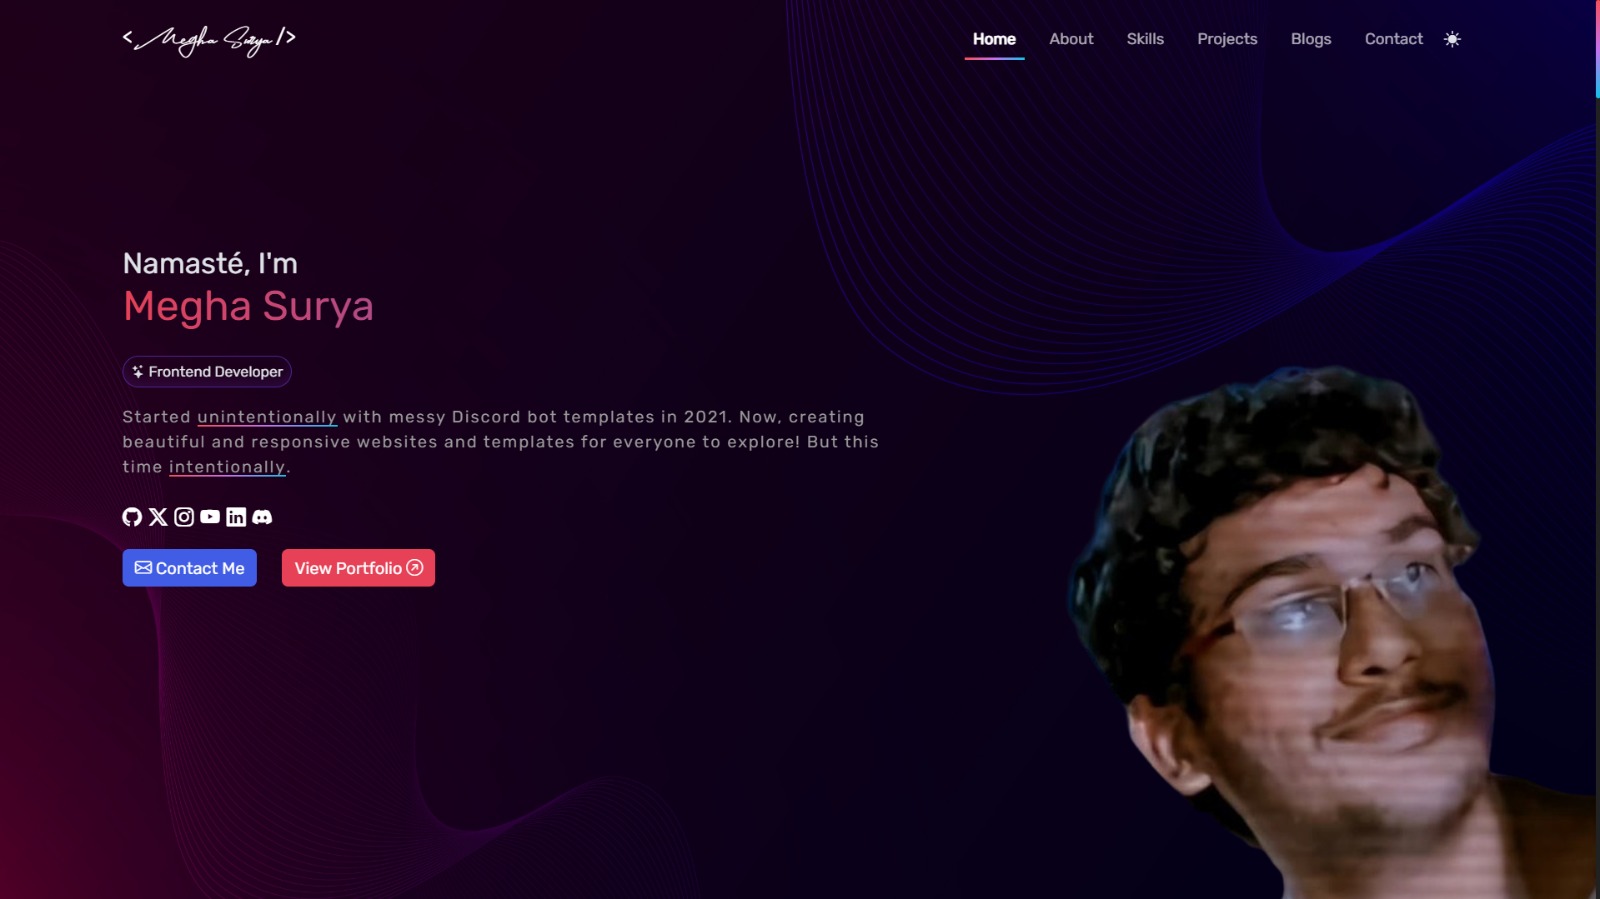 < Megha Surya />
Home About Skills Projects Blogs Contact
Namasté, I'm
Megha Surya
Frontend Developer
Started unintentionally with messy Discord bot templates in 2021. Now, creating
beautiful and responsive websites and templates for everyone to explore! But this
time intentionally.
Contact Me View Portfolio